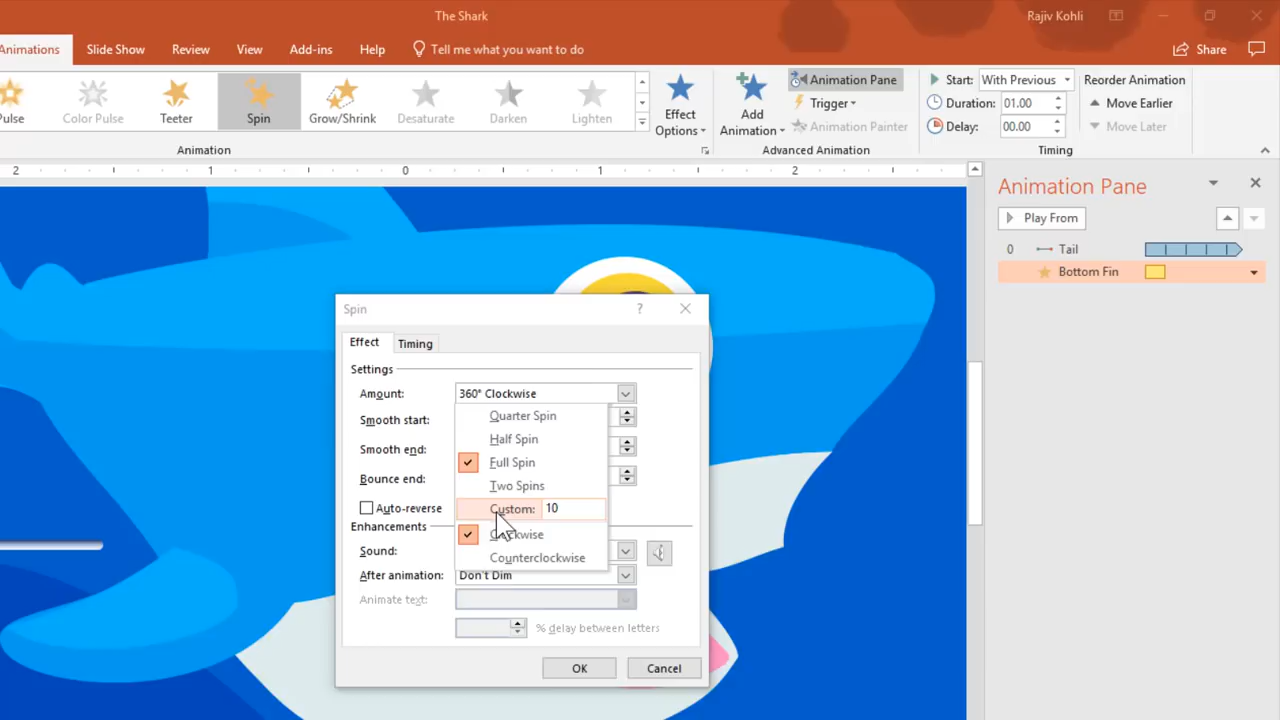 The Shark
Rajiv Kohli
Animations
Slide Show
Review
View
Add-ins
Help
Tell me what you want to do
Share
Pulse
Color Pulse
Teeter
Spin
Grow/Shrink
Desaturate
Darken
Lighten
Effect
Options
Add
Animation
Animation Pane
Trigger
Animation Painter
Start: With Previous
Duration: 01.00
Delay: 00.00
Reorder Animation
Move Earlier
Move Later
Animation
Advanced Animation
Timing
2 1 0 1 2
Animation Pane
Play From
0 Tail
Bottom Fin
Spin
?
Effect
Timing
Settings
Amount: 360° Clockwise
Smooth start:
Smooth end:
Bounce end:
Auto-reverse
Quarter Spin
Half Spin
Full Spin
Two Spins
Custom: 10
Clockwise
Counterclockwise
Enhancements
Sound:
After animation: Don't Dim
Animate text:
% delay between letters
OK
Cancel